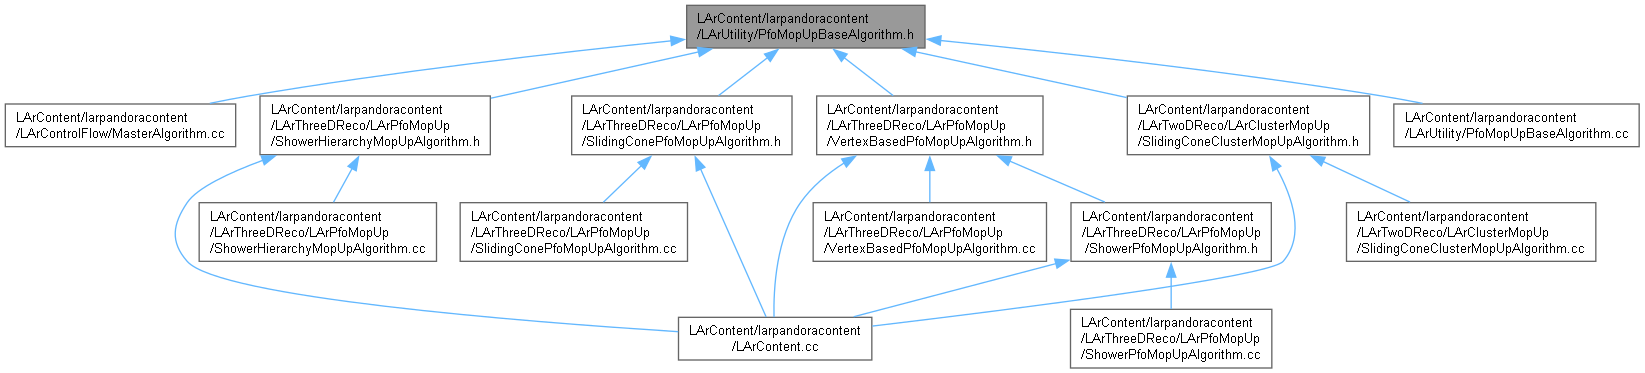 LArContent/larpandoracontent
/LArUtility/PfoMopUpBaseAlgorithm.h
LArContent/larpandoracontent
/LArControlFlow/MasterAlgorithm.cc
LArContent/larpandoracontent
/LArThreeDReco/LArPfoMopUp
/ShowerHierarchyMopUpAlgorithm.h
LArContent/larpandoracontent
/LArThreeDReco/LArPfoMopUp
/SlidingConePfoMopUpAlgorithm.h
LArContent/larpandoracontent
/LArThreeDReco/LArPfoMopUp
/VertexBasedPfoMopUpAlgorithm.h
LArContent/larpandoracontent
/LArTwoDReco/LArClusterMopUp
/SlidingConeClusterMopUpAlgorithm.h
LArContent/larpandoracontent
/LArUtility/PfoMopUpBaseAlgorithm.cc
LArContent/larpandoracontent
/LArThreeDReco/LArPfoMopUp
/ShowerHierarchyMopUpAlgorithm.cc
LArContent/larpandoracontent
/LArThreeDReco/LArPfoMopUp
/SlidingConePfoMopUpAlgorithm.cc
LArContent/larpandoracontent
/LArThreeDReco/LArPfoMopUp
/VertexBasedPfoMopUpAlgorithm.cc
LArContent/larpandoracontent
/LArThreeDReco/LArPfoMopUp
/ShowerPfoMopUpAlgorithm.h
LArContent/larpandoracontent
/LArTwoDReco/LArClusterMopUp
/SlidingConeClusterMopUpAlgorithm.cc
LArContent/larpandoracontent
/LArContent.cc
LArContent/larpandoracontent
/LArThreeDReco/LArPfoMopUp
/ShowerPfoMopUpAlgorithm.cc